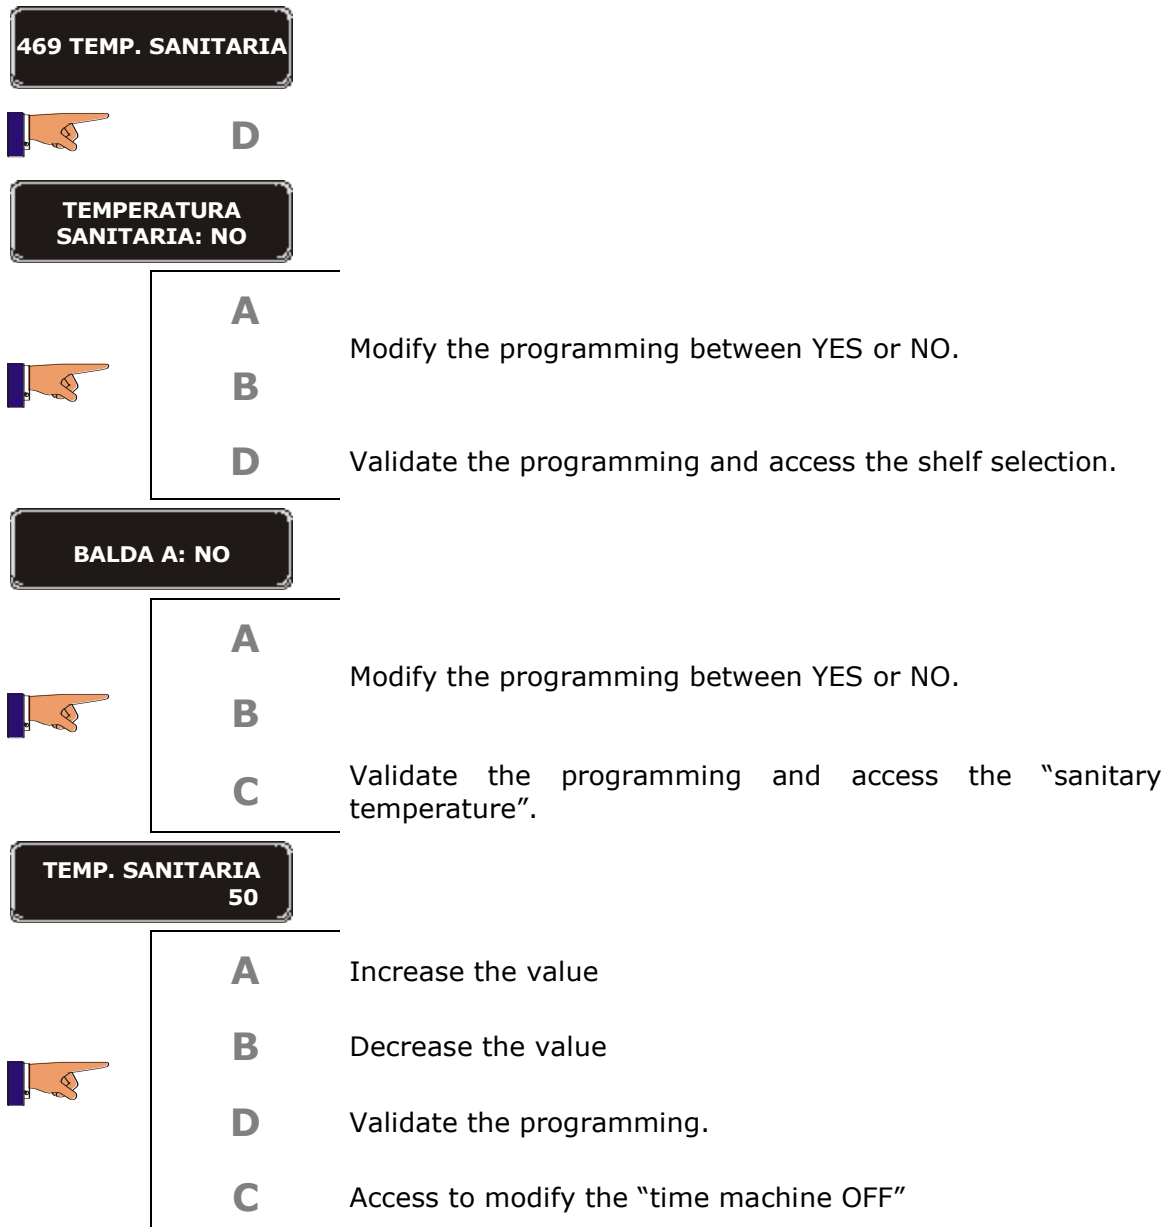 469 TEMP. SANITARIA
D
TEMPERATURA
SANITARIA: NO
A
Modify the programming between YES or NO.
B
D Validate the programming and access the shelf selection.
BALDA A: NO
A
Modify the programming between YES or NO.
B
C Validate the programming and access the “sanitary
temperature”.
TEMP. SANITARIA
50
A Increase the value
B Decrease the value
D Validate the programming.
C Access to modify the “time machine OFF”